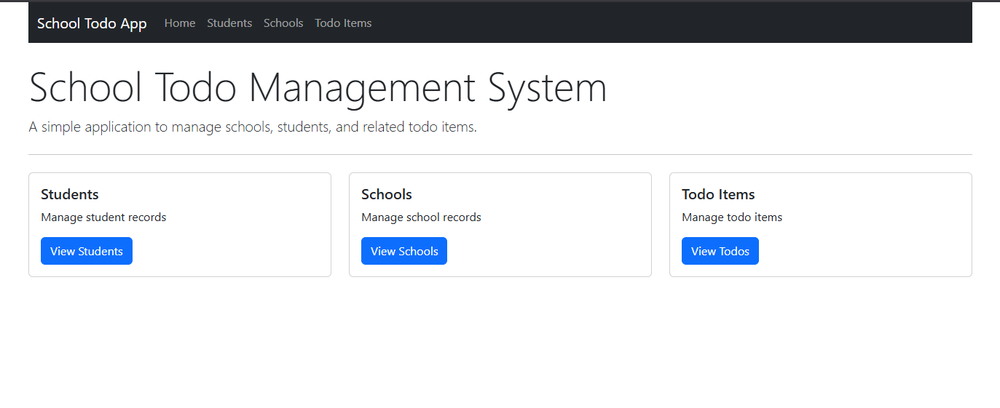 School Todo App Home Students Schools Todo Items
School Todo Management System
A simple application to manage schools, students, and related todo items.
Students
Manage student records
View Students
Schools
Manage school records
View Schools
Todo Items
Manage todo items
View Todos